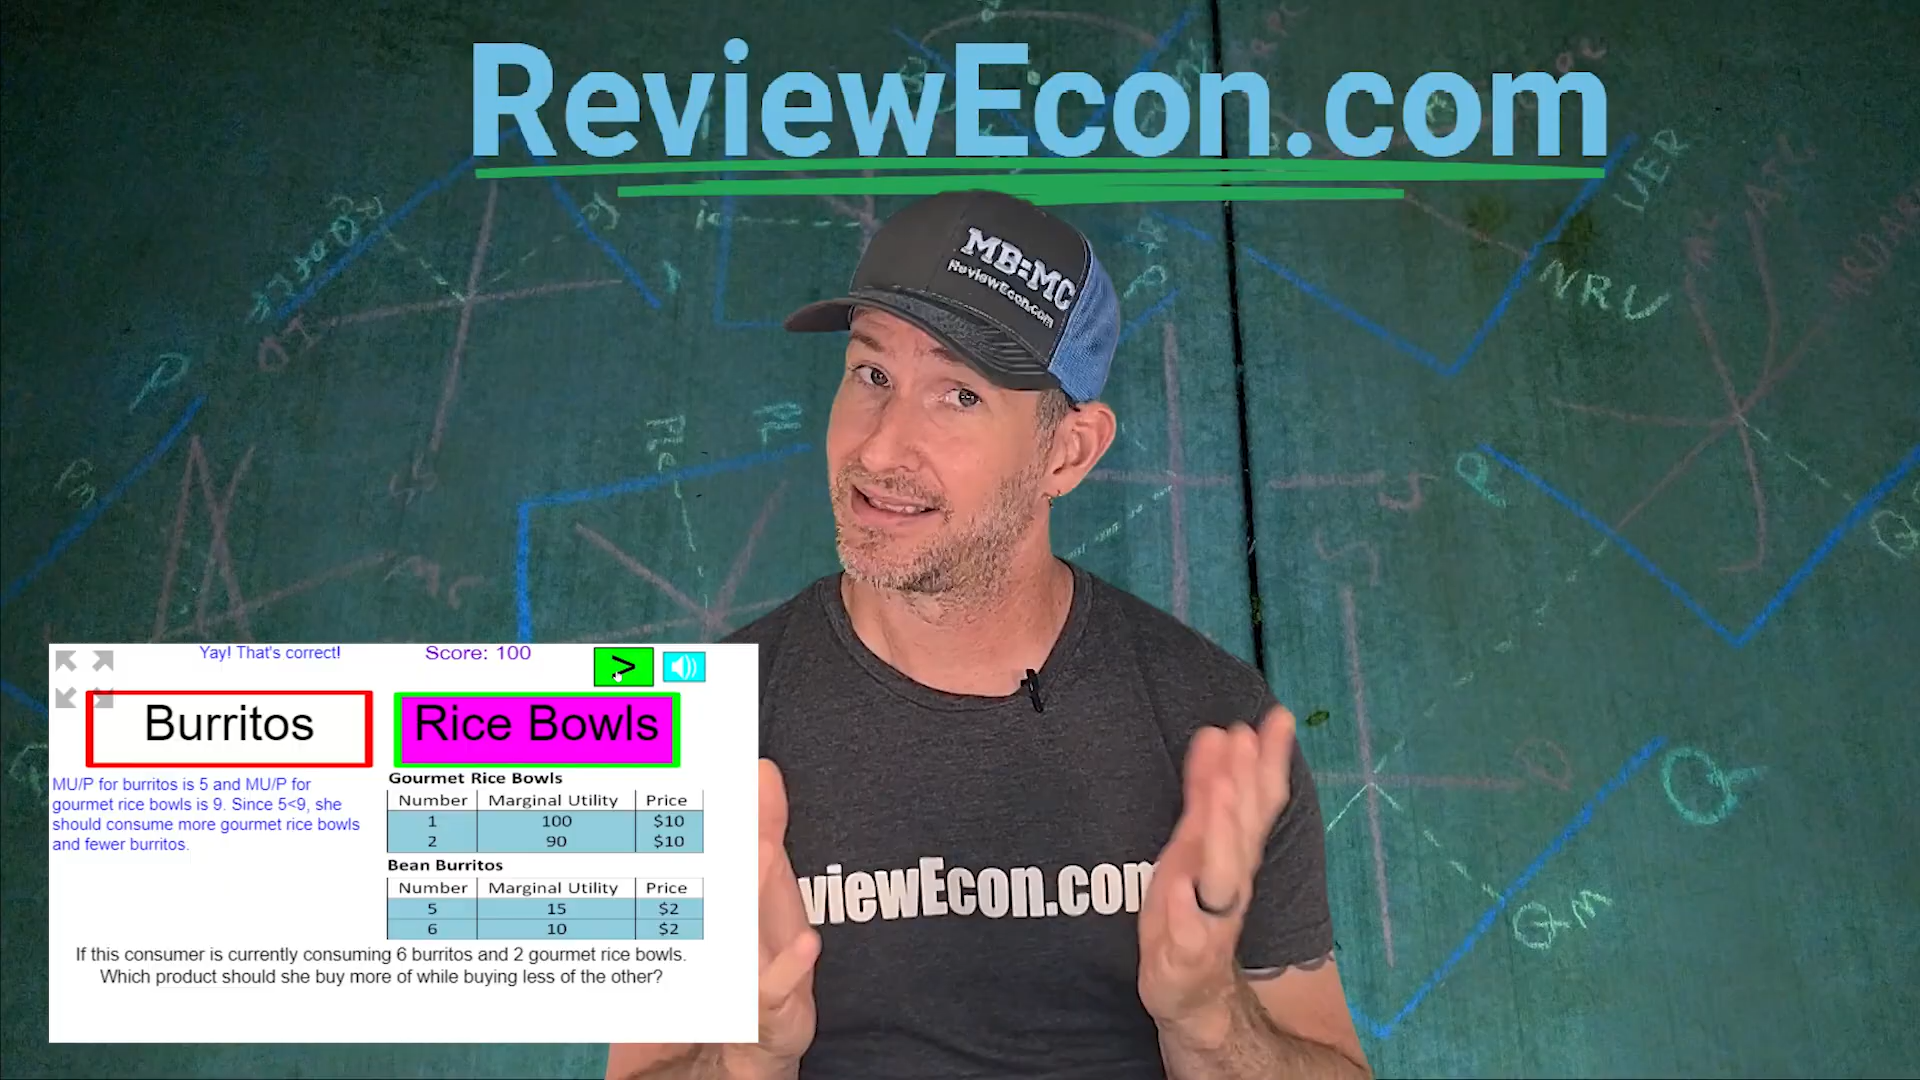 ReviewEcon.com
MB=MC
ReviewEcon.com
UER
NRU
viewEcon.com
Yay! That's correct!
Score: 100
>
Burritos
Rice Bowls
MU/P for burritos is 5 and MU/P for
gourmet rice bowls is 9. Since 5<9, she
should consume more gourmet rice bowls
and fewer burritos.
Gourmet Rice Bowls
Number Marginal Utility Price
1 100 $10
2 90 $10
Bean Burritos
Number Marginal Utility Price
5 15 $2
6 10 $2
If this consumer is currently consuming 6 burritos and 2 gourmet rice bowls.
Which product should she buy more of while buying less of the other?